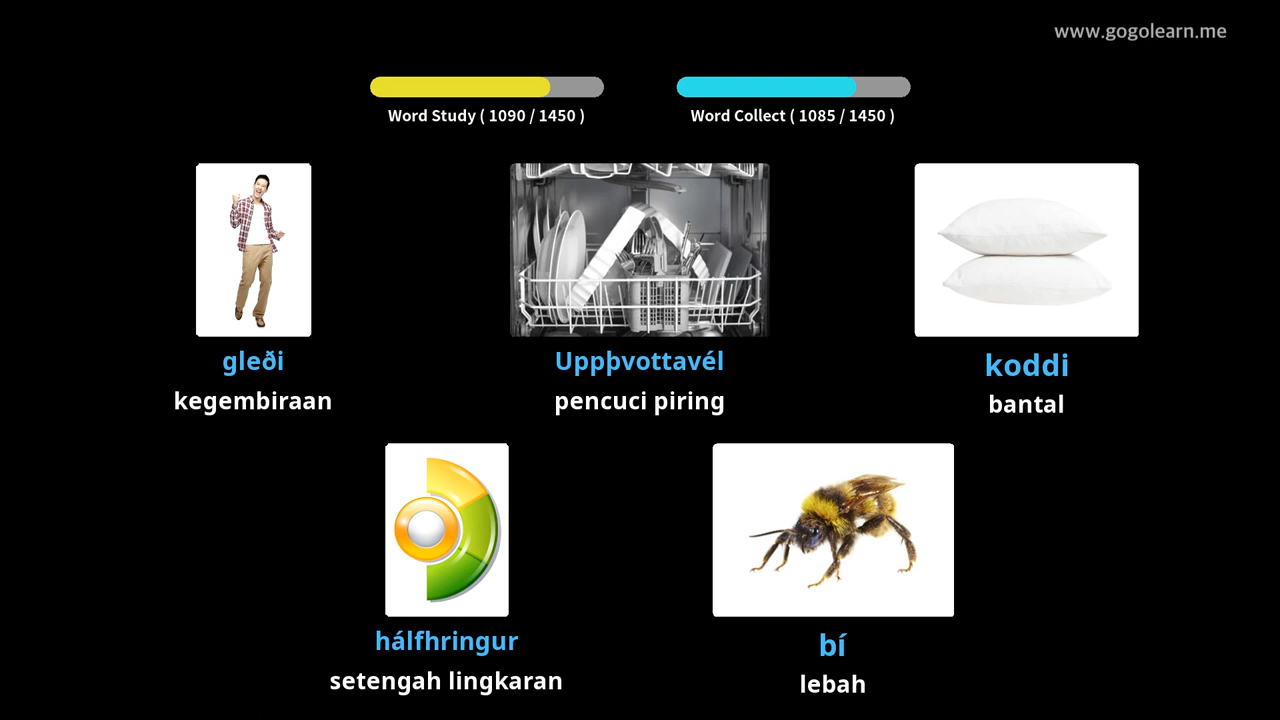 www.gogolearn.me
Word Study ( 1090 / 1450 )
Word Collect ( 1085 / 1450 )
gleði
kegembiraan
Uppþvottavél
pencuci piring
koddi
bantal
hálfhringur
setengah lingkaran
bí
lebah